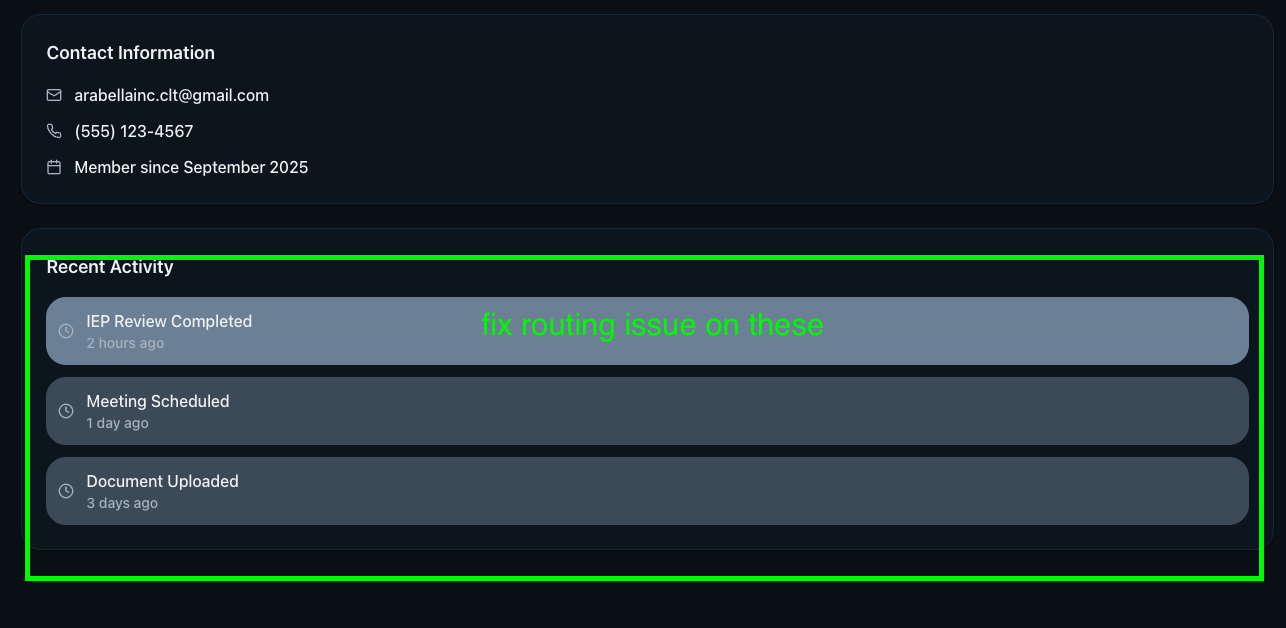 Contact Information
arabellainc.clt@gmail.com
(555) 123-4567
Member since September 2025
Recent Activity
IEP Review Completed
fix routing issue on these
2 hours ago
Meeting Scheduled
1 day ago
Document Uploaded
3 days ago